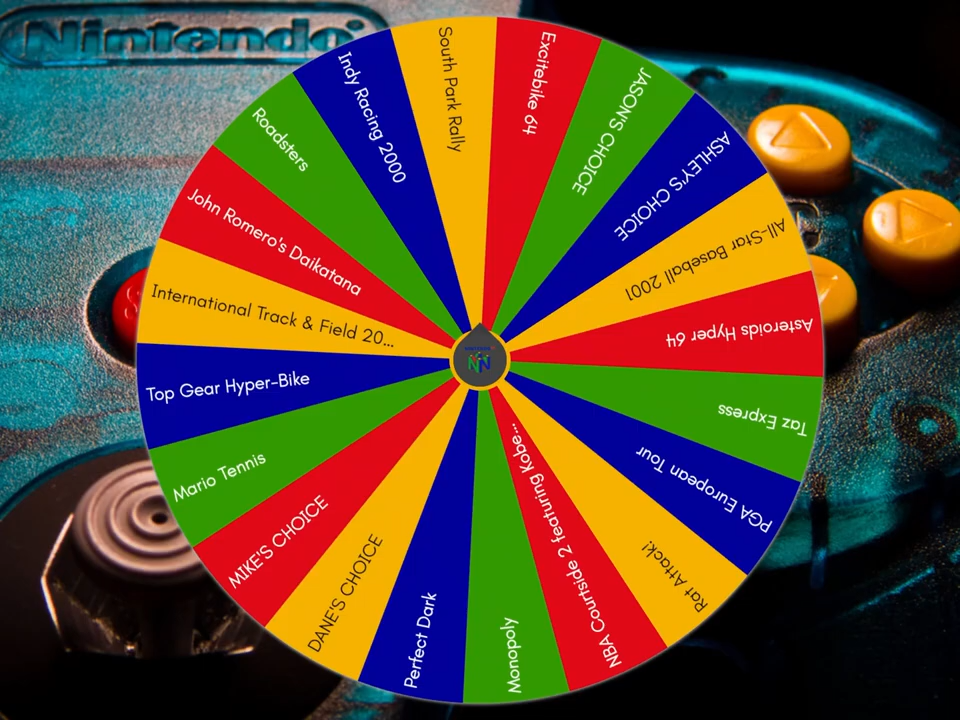 Nintendo
South Park Rally
Excitebike 64
JASON'S CHOICE
ASHLEY'S CHOICE
All-Star Baseball 2001
Asteroids Hyper 64
Taz Express
PGA European Tour
Rat Attack!
NBA Courtside 2 featuring Kobe...
Monopoly
Perfect Dark
DANE'S CHOICE
MIKE'S CHOICE
Mario Tennis
Top Gear Hyper-Bike
International Track & Field 20...
John Romero's Daikatana
Roadsters
Indy Racing 2000